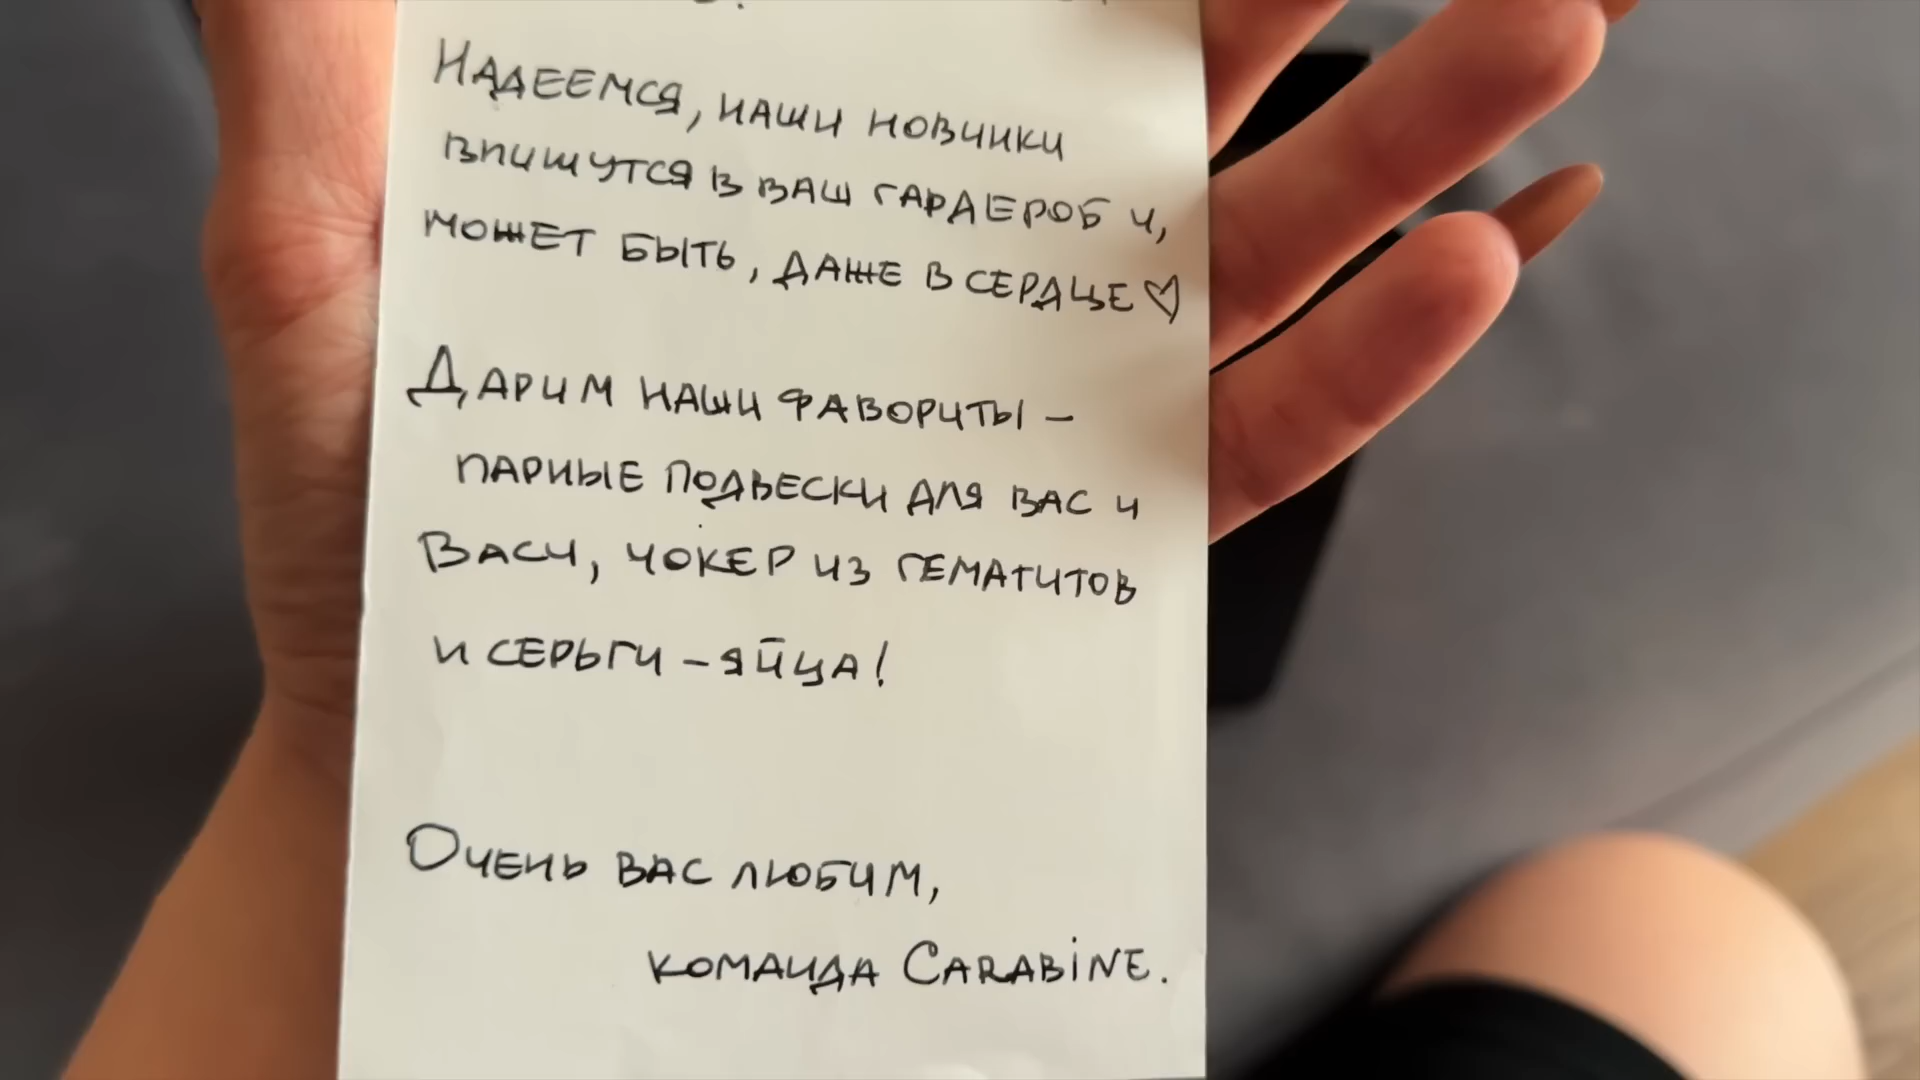 Надеемся, наши новинки
впишутся в ваш гардероб и,
может быть, даже в сердце♡
Дарим наши фавориты –
парные подвески для вас и
Васи, чокер из гематитов
и серьги – яйца!
Очень вас любим,
команда Carabine.